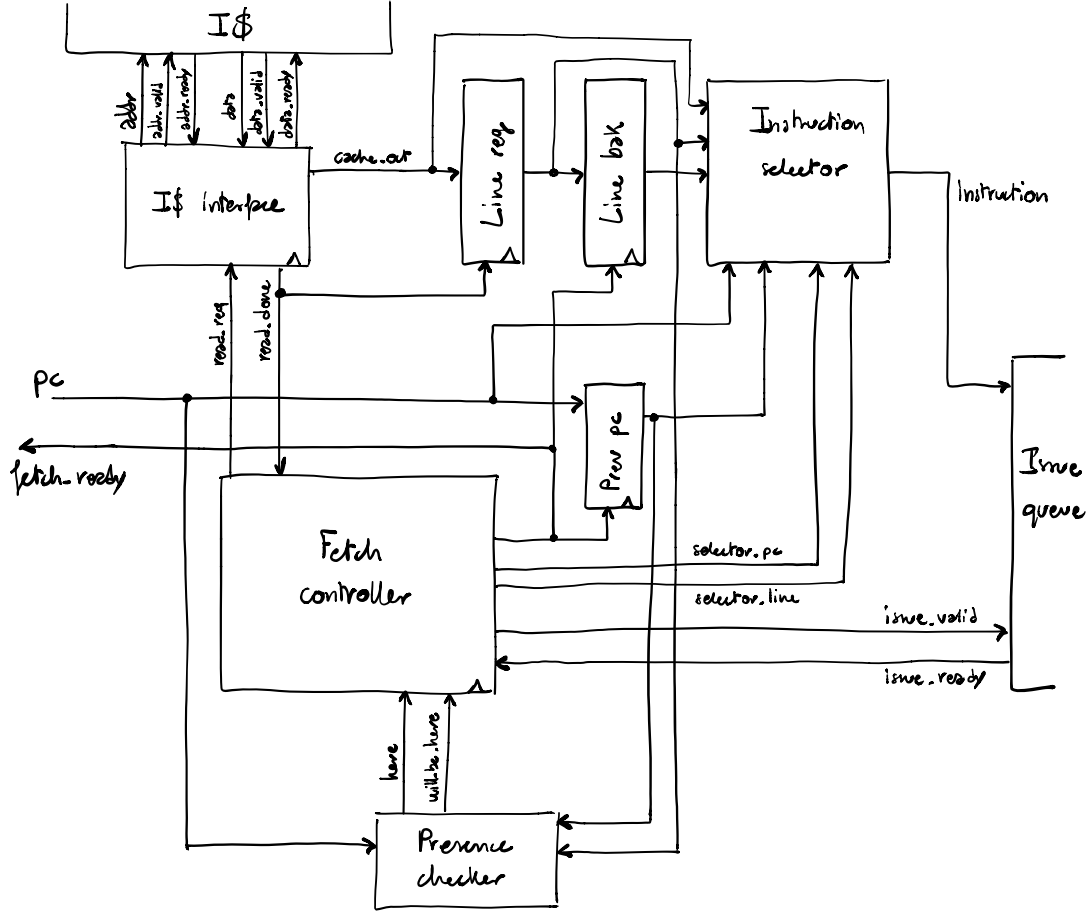 I$
addr
addr_valid
addr_ready
data
data_valid
data_ready
I$ interface
cache_out
Line reg
Line bak
Instruction
selector
Instruction
read_req
read_done
pc
fetch_ready
Prev pc
Fetch
controller
selector_pc
selector_line
issue_valid
issue_ready
Issue
queue
here
will_be_here
Presence
checker